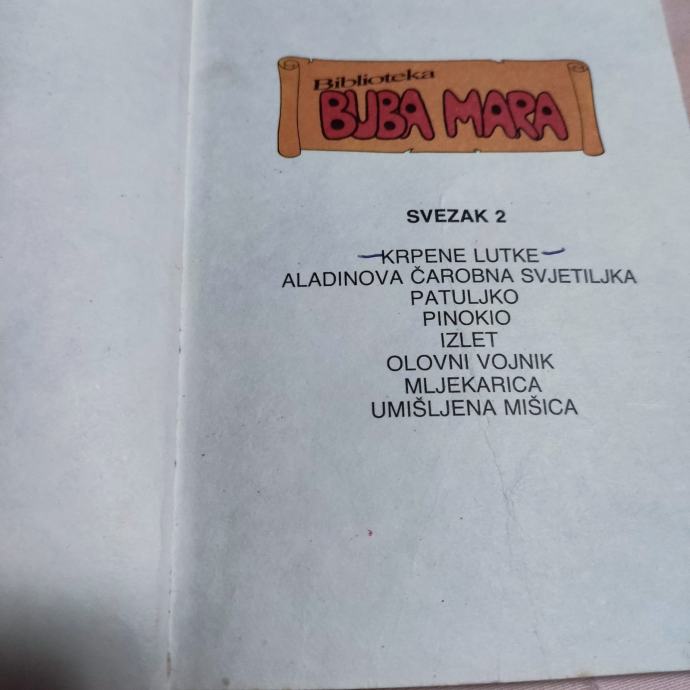 Biblioteka
BUBA MARA
SVEZAK 2
KRPENE LUTKE
ALADINOVA ČAROBNA SVJETILJKA
PATULJKO
PINOKIO
IZLET
OLOVNI VOJNIK
MLJEKARICA
UMIŠLJENA MIŠICA